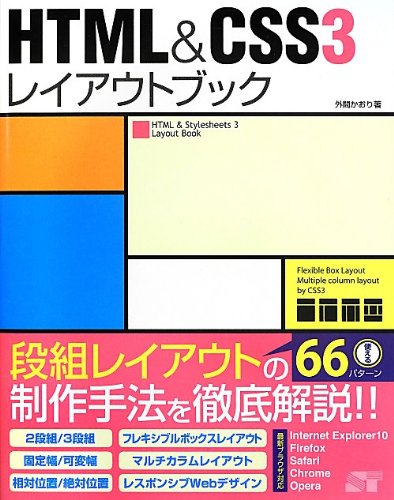 HTML&CSS3
レイアウトブック
外間かおり著
HTML & Stylesheets 3
Layout Book
Flexible Box Layout
Multiple column layout
by CSS3
段組レイアウトの
使える
66
パターン
制作手法を徹底解説!!
2段組/3段組
フレキシブルボックスレイアウト
固定幅/可変幅
マルチカラムレイアウト
相対位置/絶対位置
レスポンシブWebデザイン
最新ブラウザ対応
Internet Explorer10
Firefox
Safari
Chrome
Opera